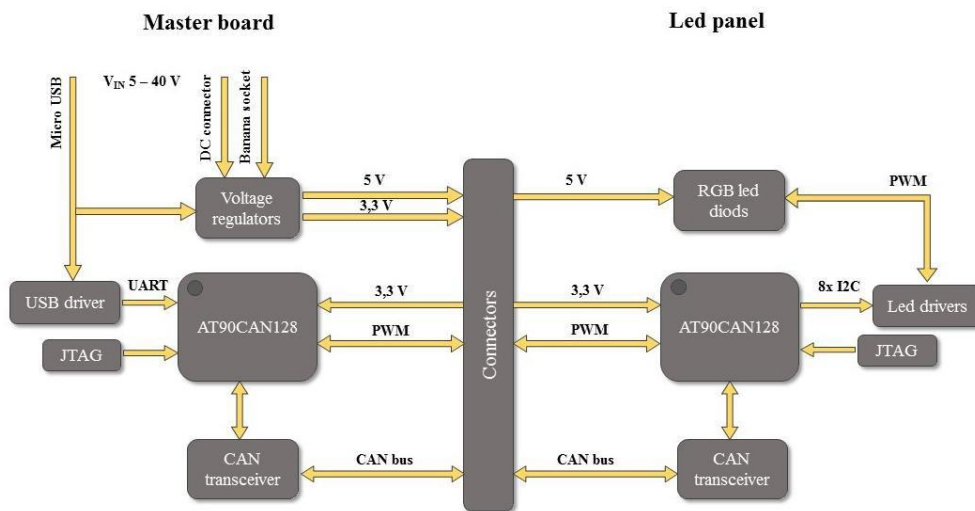 Master board
Led panel
V_IN 5 – 40 V
Micro USB
DC connector
Banana socket
Voltage
regulators
5 V
3,3 V
5 V
RGB led
diods
PWM
USB driver
UART
AT90CAN128
3,3 V
PWM
Connectors
3,3 V
PWM
AT90CAN128
8x I2C
Led drivers
JTAG
JTAG
CAN
transceiver
CAN bus
CAN bus
CAN
transceiver